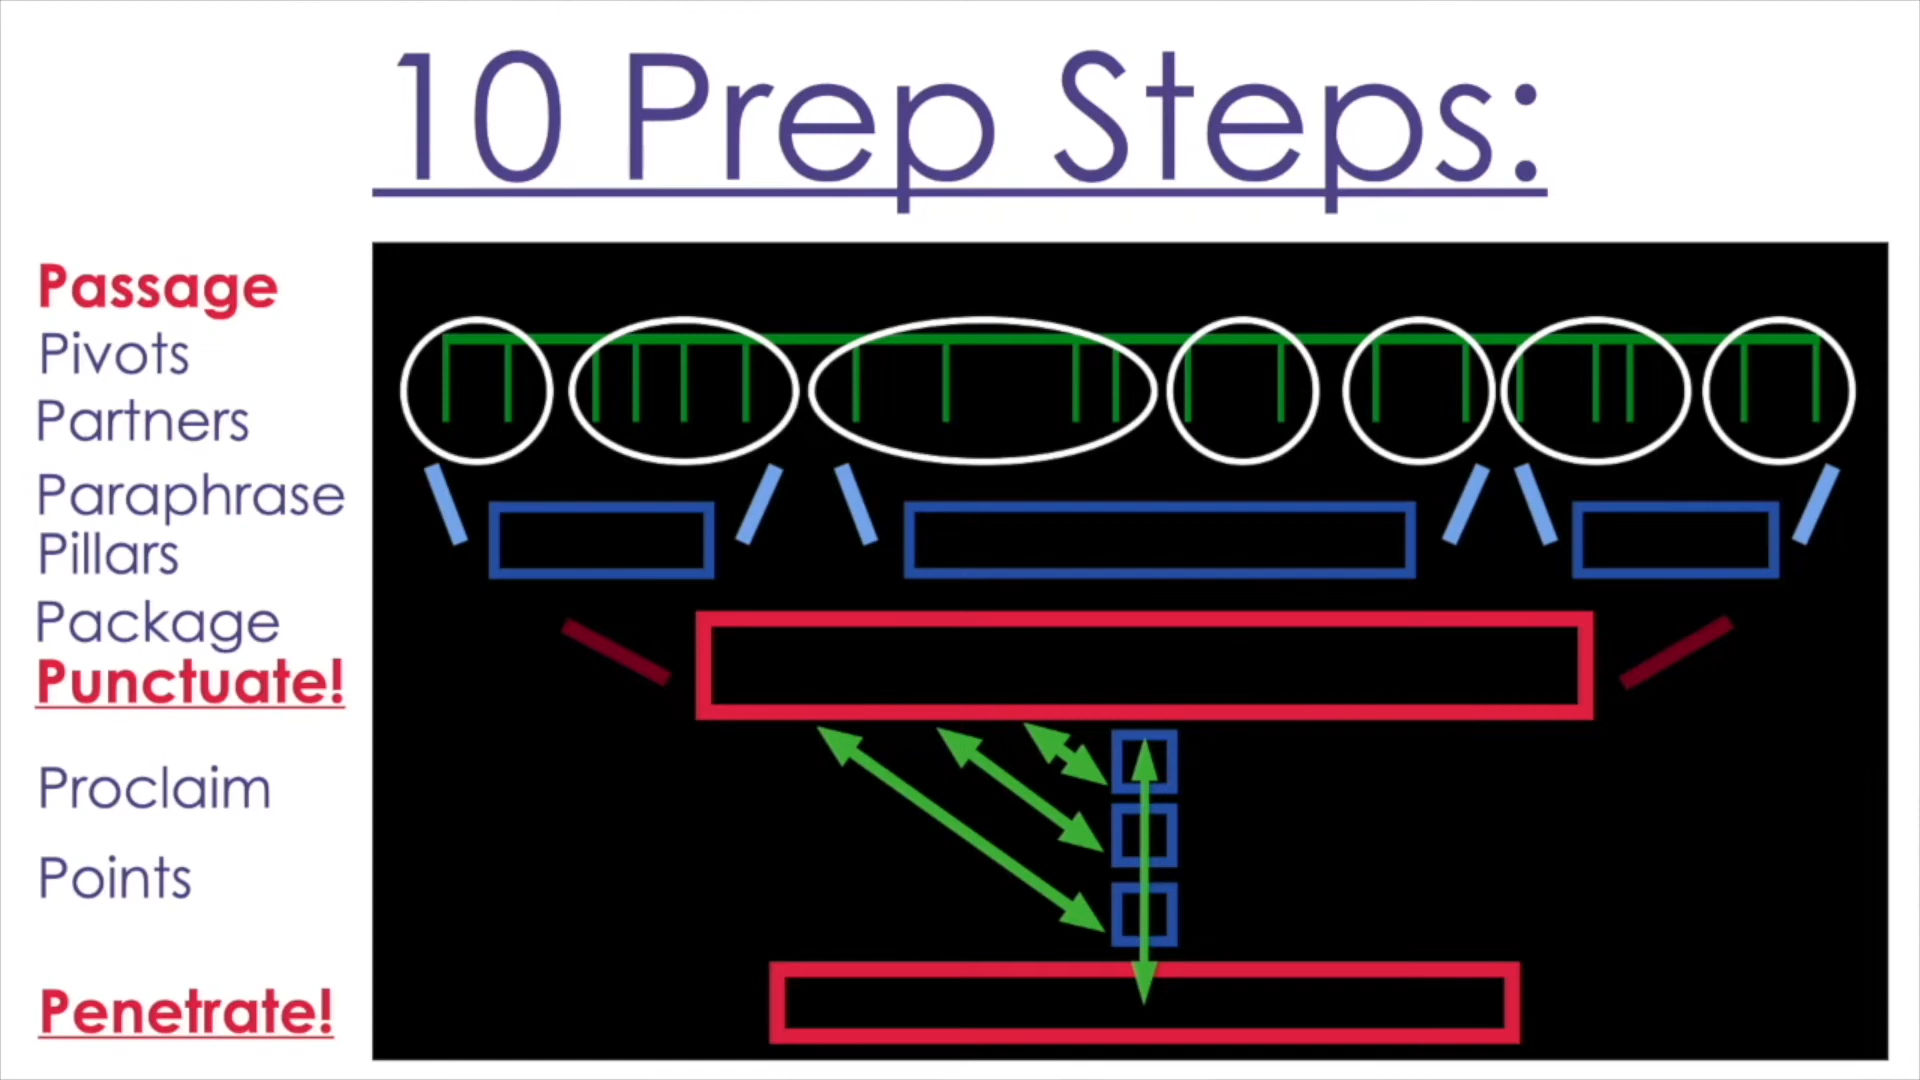 10 Prep Steps:
Passage
Pivots
Partners
Paraphrase
Pillars
Package
Punctuate!
Proclaim
Points
Penetrate!